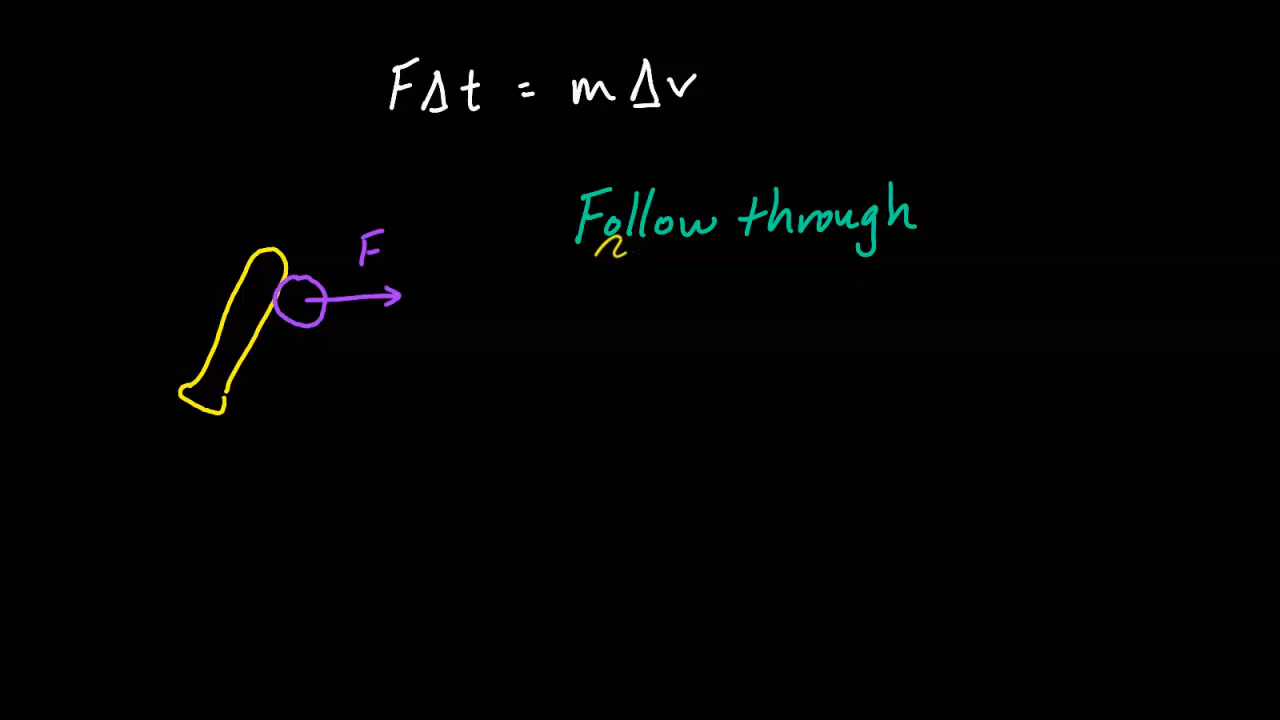 FΔt = mΔv
Follow through
F